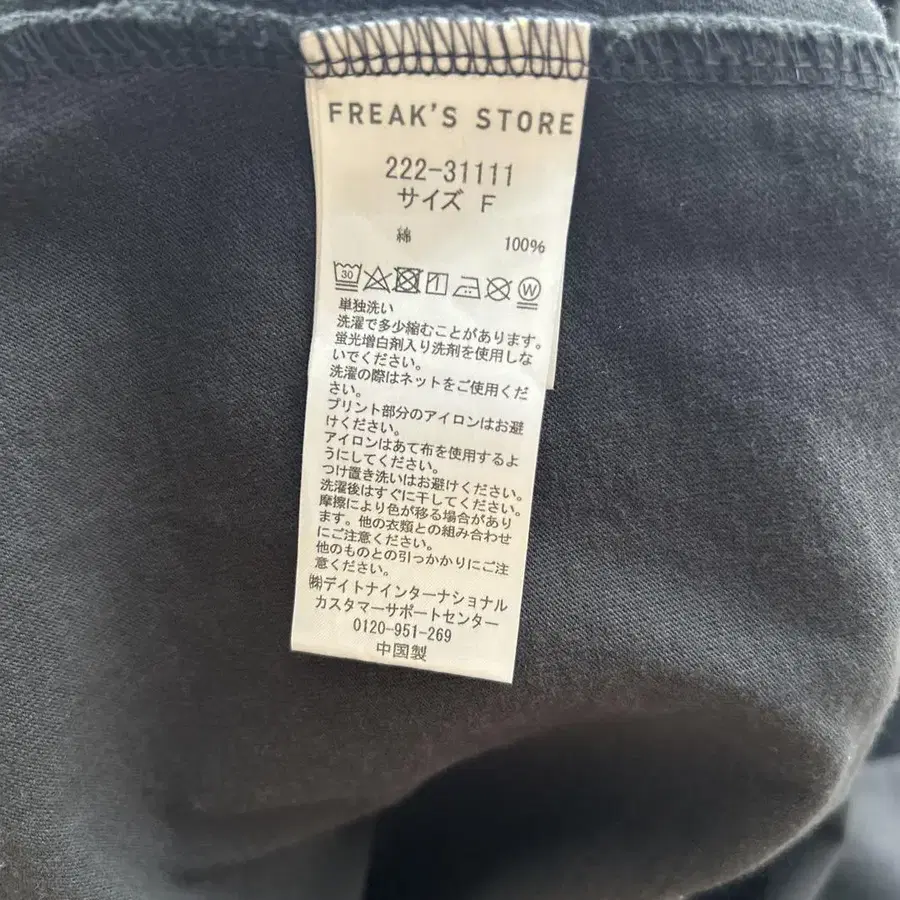 FREAK'S STORE
222-31111
サイズ F
綿 100%
30 W
単独洗い
洗濯で多少縮むことがあります。
蛍光増白剤入り洗剤を使用しな
いでください。
洗濯の際はネットをご使用くだ
さい。
プリント部分のアイロンはお避
けください。
アイロンはあて布を使用するよ
うにしてください。
つけ置き洗いはお避けください。
洗濯後はすぐに干してください。
摩擦により色が移る場合があり
ます。他の衣類との組み合わせ
にご注意ください。
他のものとの引っかかりにご注
意ください。
㈱デイトナインターナショナル
カスタマーサポートセンター
0120-951-269
中国製